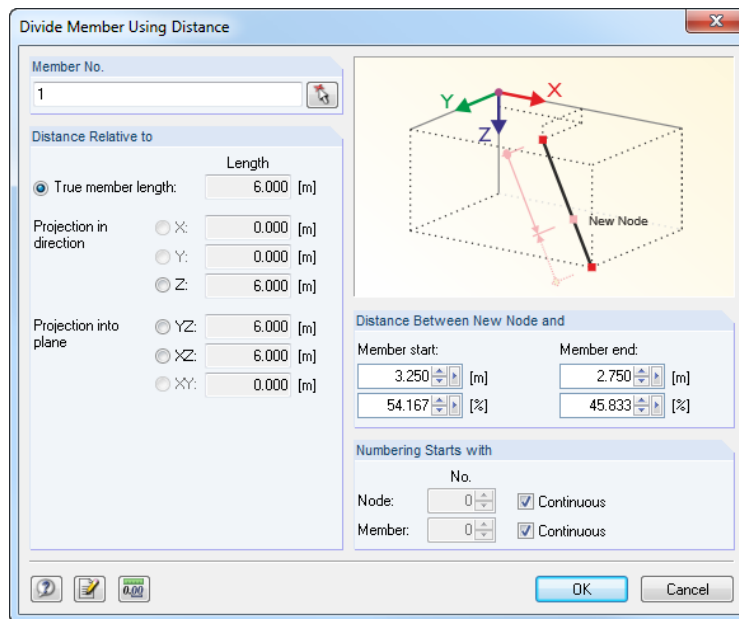 Divide Member Using Distance
Member No.
1
Distance Relative to
Length
True member length: 6.000 [m]
Projection in direction
X: 0.000 [m]
Y: 0.000 [m]
Z: 6.000 [m]
Projection into plane
YZ: 6.000 [m]
XZ: 6.000 [m]
XY: 0.000 [m]
Y
X
Z
New Node
Distance Between New Node and
Member start: Member end:
3.250 [m] 2.750 [m]
54.167 [%] 45.833 [%]
Numbering Starts with
No.
Node: 0 Continuous
Member: 0 Continuous
0.00
OK Cancel